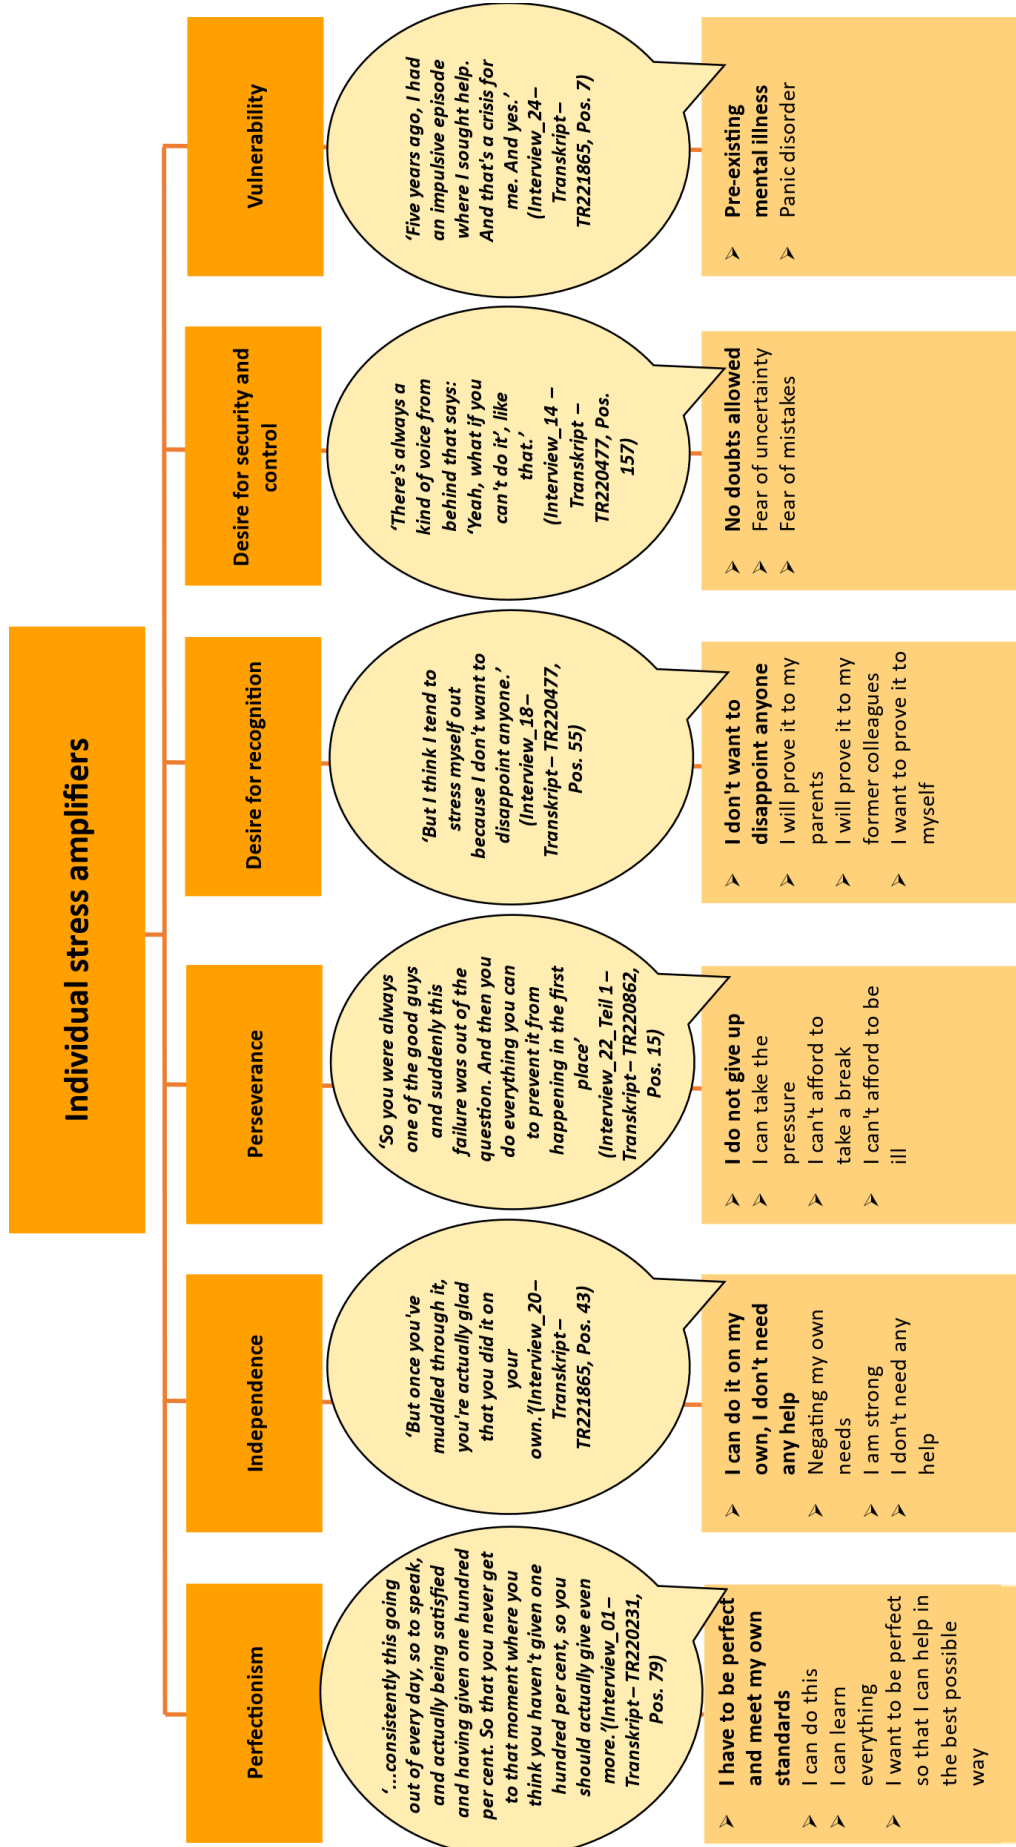 Individual stress amplifiers
Perfectionism
‘...consistently this going
out of every day, so to speak,
and actually being satisfied
and having given one hundred
per cent. So that you never get
to that moment where you
think you haven't given one
hundred per cent, so you
should actually give even
more.‘(Interview_01–
Transkript– TR220231,
Pos. 79)
➢ I have to be perfect
and meet my own
standards
➢ I can do this
➢ I can learn
everything
➢ I want to be perfect
so that I can help in
the best possible
way
Independence
‘But once you've
muddled through it,
you're actually glad
that you did it on
your
own.‘(Interview_20–
Transkript–
TR221865, Pos. 43)
➢ I can do it on my
own, I don't need
any help
➢ Negating my own
needs
➢ I am strong
➢ I don't need any
help
Perseverance
‘So you were always
one of the good guys
and suddenly this
failure was out of the
question. And then you
do everything you can
to prevent it from
happening in the first
place’
(Interview_22_Teil 1 –
Transkript– TR220862,
Pos. 15)
➢ I do not give up
➢ I can take the
pressure
➢ I can't afford to
take a break
➢ I can't afford to be
ill
Desire for recognition
‘But I think I tend to
stress myself out
because I don't want to
disappoint anyone.’
(Interview_18–
Transkript– TR220477,
Pos. 55)
➢ I don't want to
disappoint anyone
➢ I will prove it to my
parents
➢ I will prove it to my
former colleagues
➢ I want to prove it to
myself
Desire for security and
control
‘There's always a
kind of voice from
behind that says:
‘Yeah, what if you
can't do it’, like
that.’
(Interview_14 –
Transkript –
TR220477, Pos.
157)
➢ No doubts allowed
➢ Fear of uncertainty
➢ Fear of mistakes
Vulnerability
‘Five years ago, I had
an impulsive episode
where I sought help.
And that's a crisis for
me. And yes.’
(Interview_24–
Transkript–
TR221865, Pos. 7)
➢ Pre-existing
mental illness
➢ Panic disorder